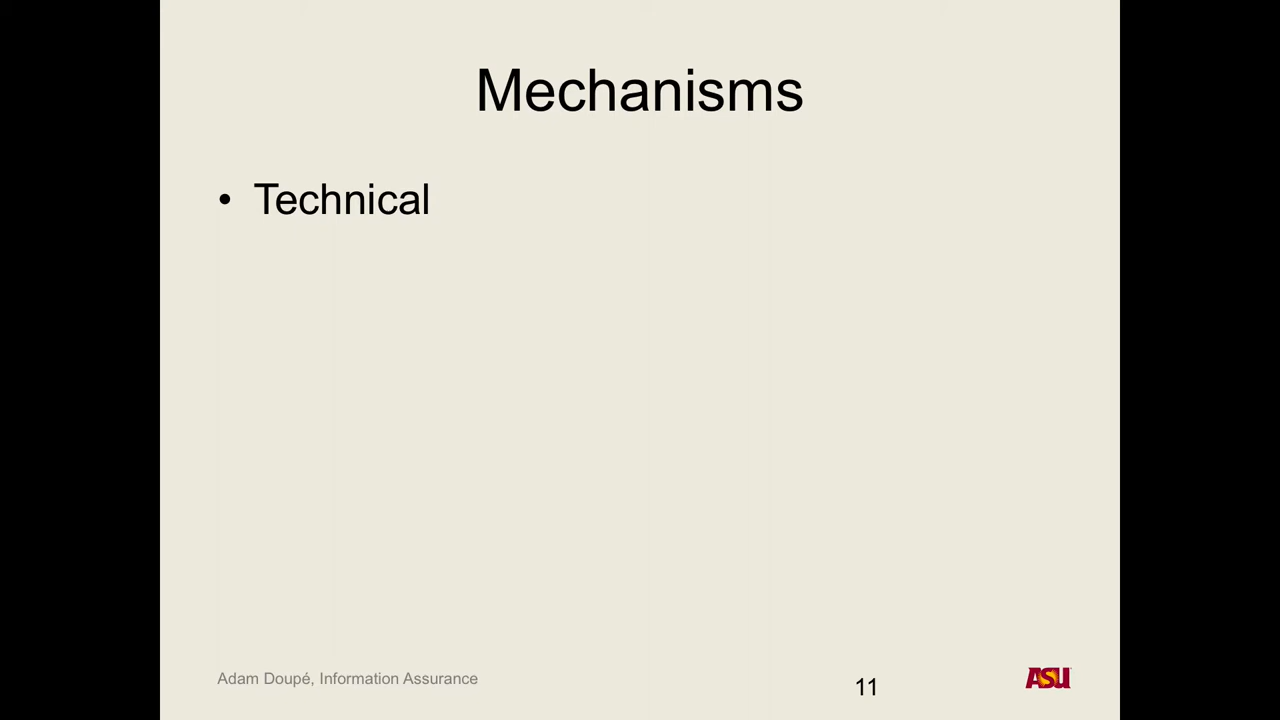 Mechanisms
• Technical
Adam Doupé, Information Assurance
11
ASU